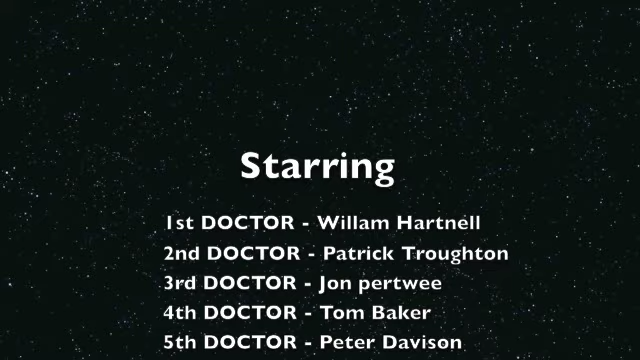 Starring
1st DOCTOR - Willam Hartnell
2nd DOCTOR - Patrick Troughton
3rd DOCTOR - Jon pertwee
4th DOCTOR - Tom Baker
5th DOCTOR - Peter Davison